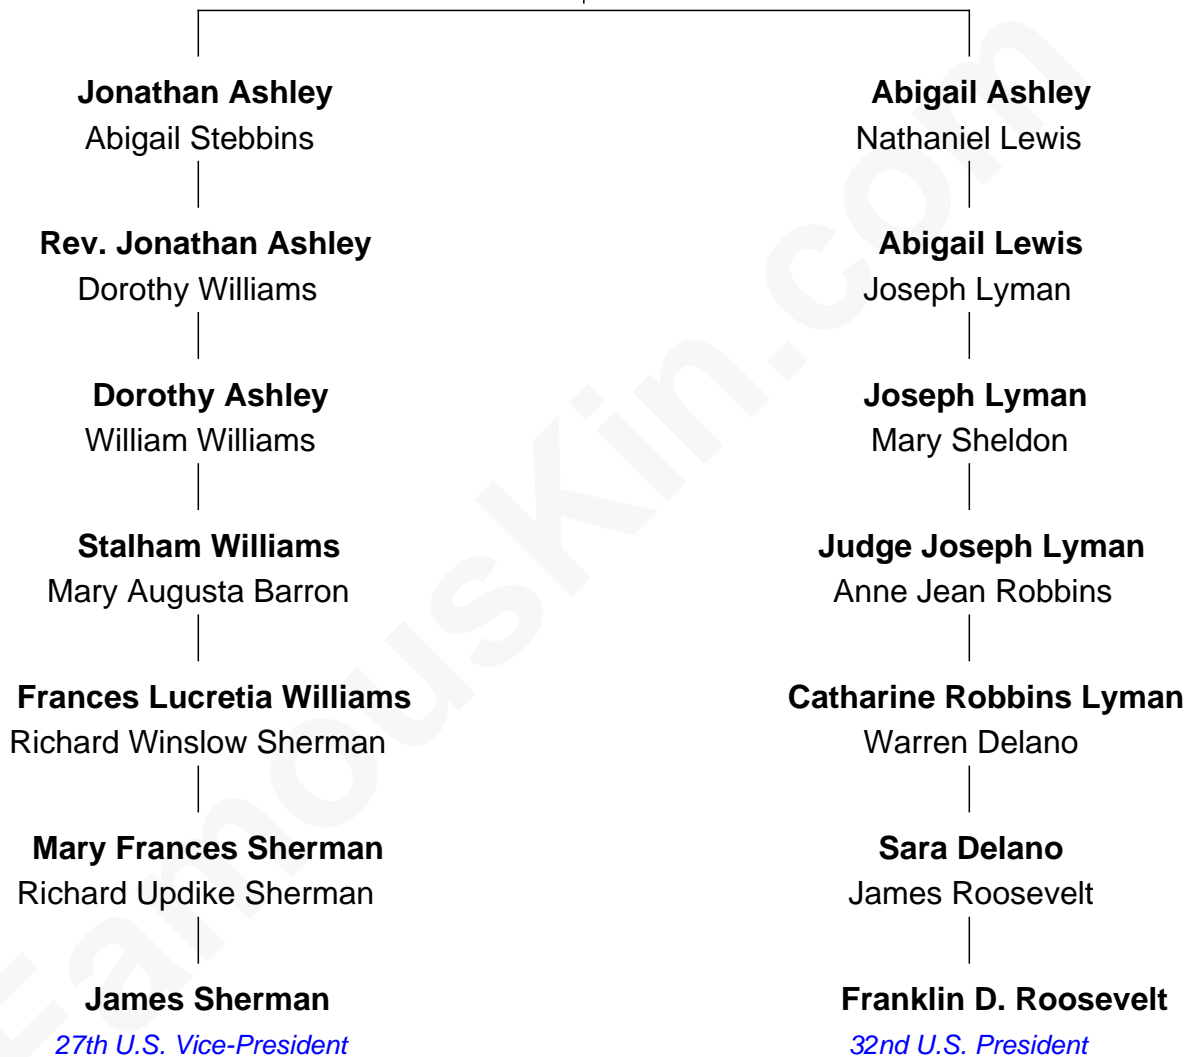 Jonathan Ashley
Abigail Stebbins
Rev. Jonathan Ashley
Dorothy Williams
Dorothy Ashley
William Williams
Stalham Williams
Mary Augusta Barron
Frances Lucretia Williams
Richard Winslow Sherman
Mary Frances Sherman
Richard Updike Sherman
James Sherman
27th U.S. Vice-President
Abigail Ashley
Nathaniel Lewis
Abigail Lewis
Joseph Lyman
Joseph Lyman
Mary Sheldon
Judge Joseph Lyman
Anne Jean Robbins
Catharine Robbins Lyman
Warren Delano
Sara Delano
James Roosevelt
Franklin D. Roosevelt
32nd U.S. President
FamousKin.com